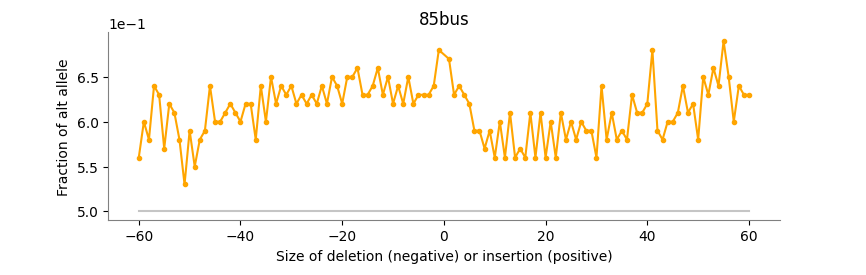 85bus
1e−1
6.5
6.0
5.5
5.0
Fraction of alt allele
−60 −40 −20 0 20 40 60
Size of deletion (negative) or insertion (positive)